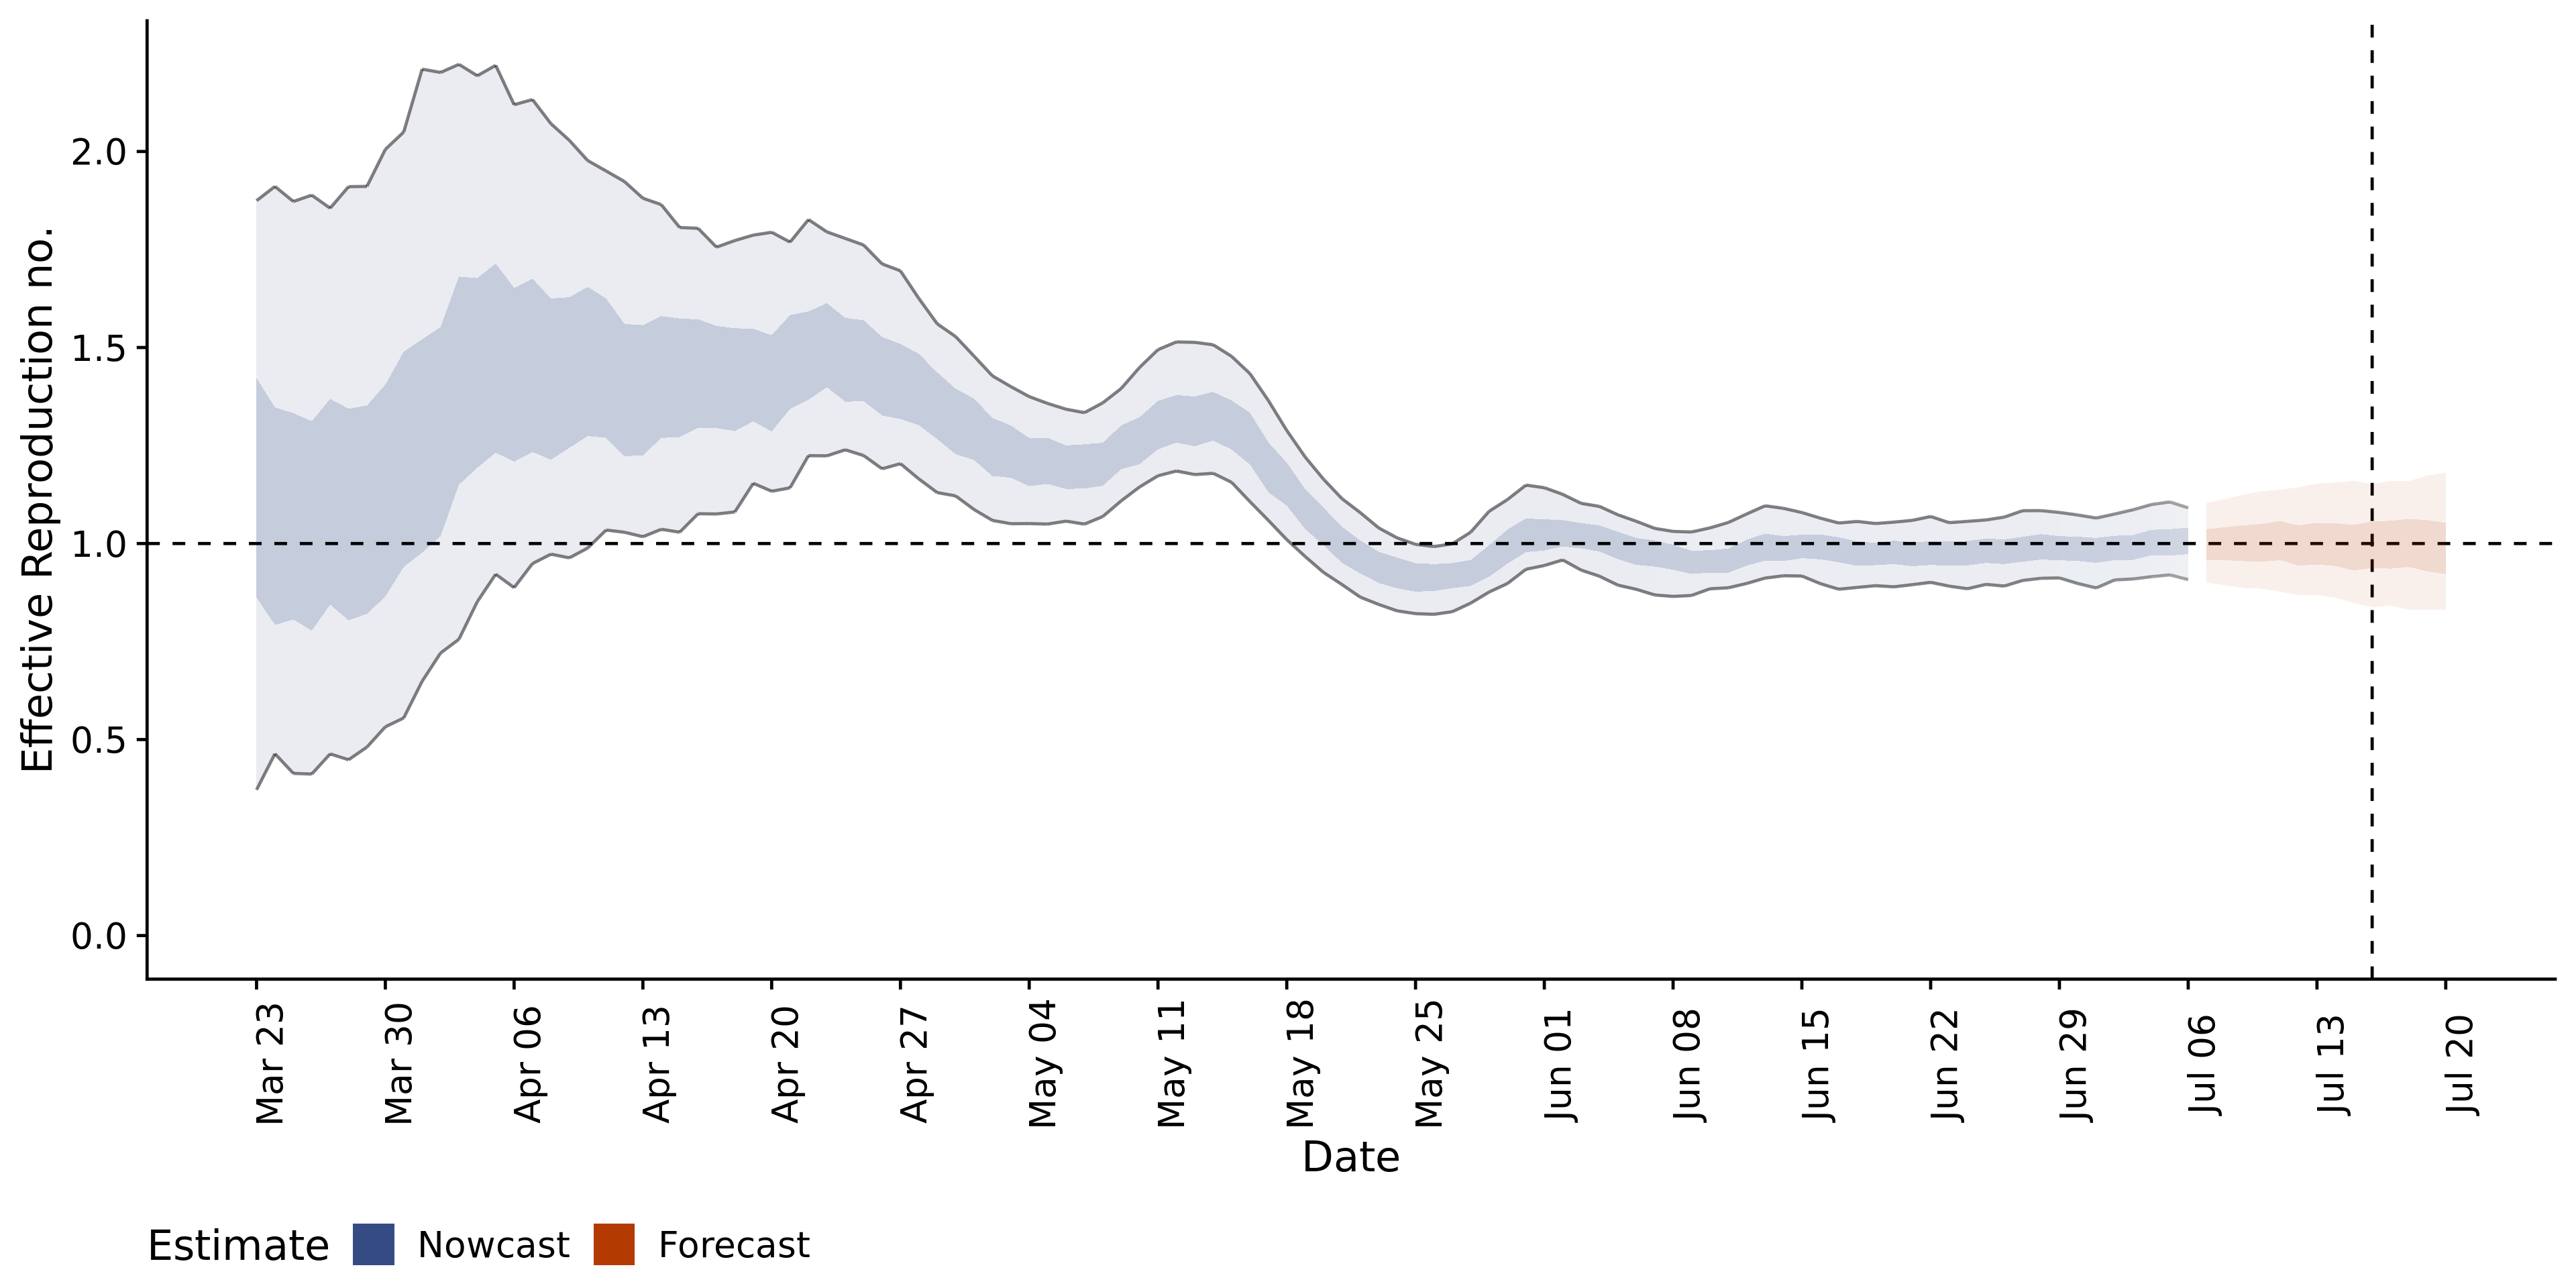 Effective Reproduction no.
2.0
1.5
1.0
0.5
0.0
Mar 23
Mar 30
Apr 06
Apr 13
Apr 20
Apr 27
May 04
May 11
May 18
May 25
Jun 01
Jun 08
Jun 15
Jun 22
Jun 29
Jul 06
Jul 13
Jul 20
Date
Estimate Nowcast Forecast